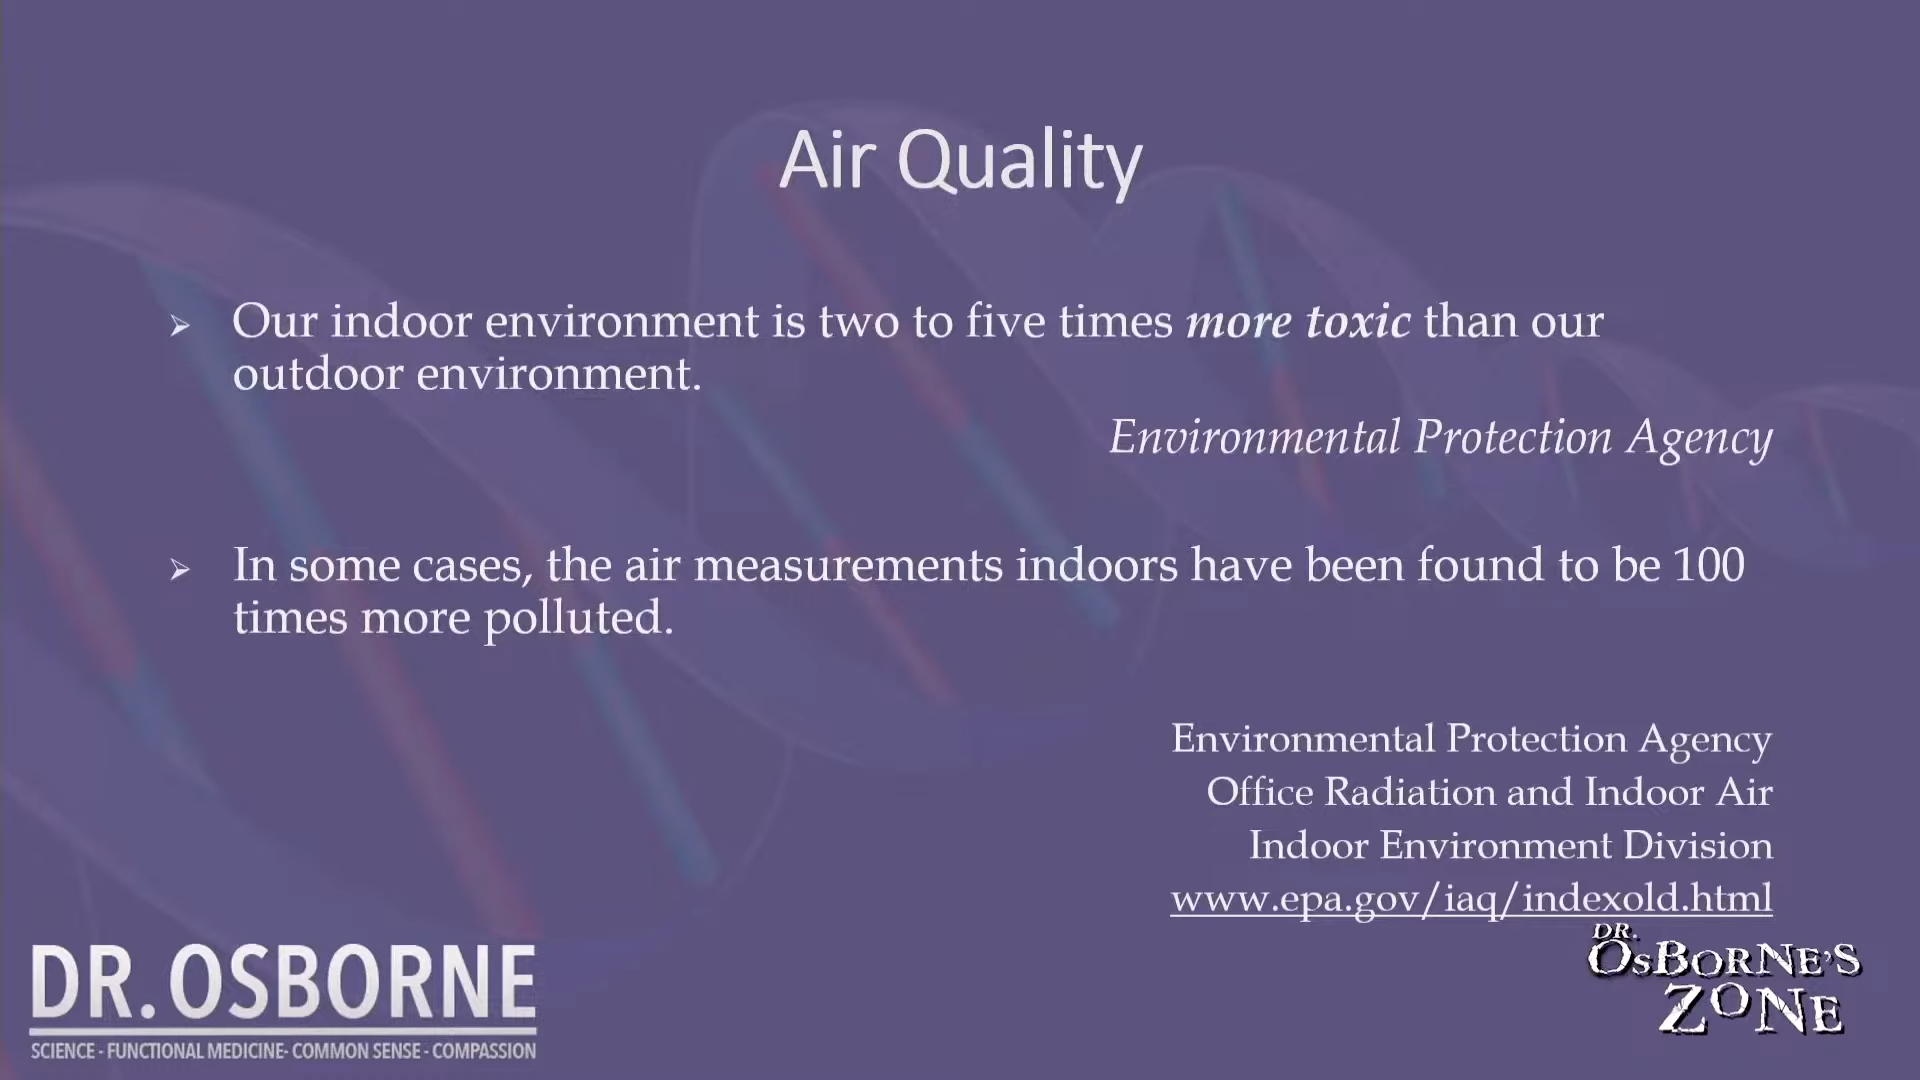 Air Quality
➢ Our indoor environment is two to five times more toxic than our
outdoor environment.
Environmental Protection Agency
➢ In some cases, the air measurements indoors have been found to be 100
times more polluted.
Environmental Protection Agency
Office Radiation and Indoor Air
Indoor Environment Division
www.epa.gov/iaq/indexold.html
DR. OSBORNE
SCIENCE - FUNCTIONAL MEDICINE- COMMON SENSE - COMPASSION
DR.
OSBORNE'S
ZONE